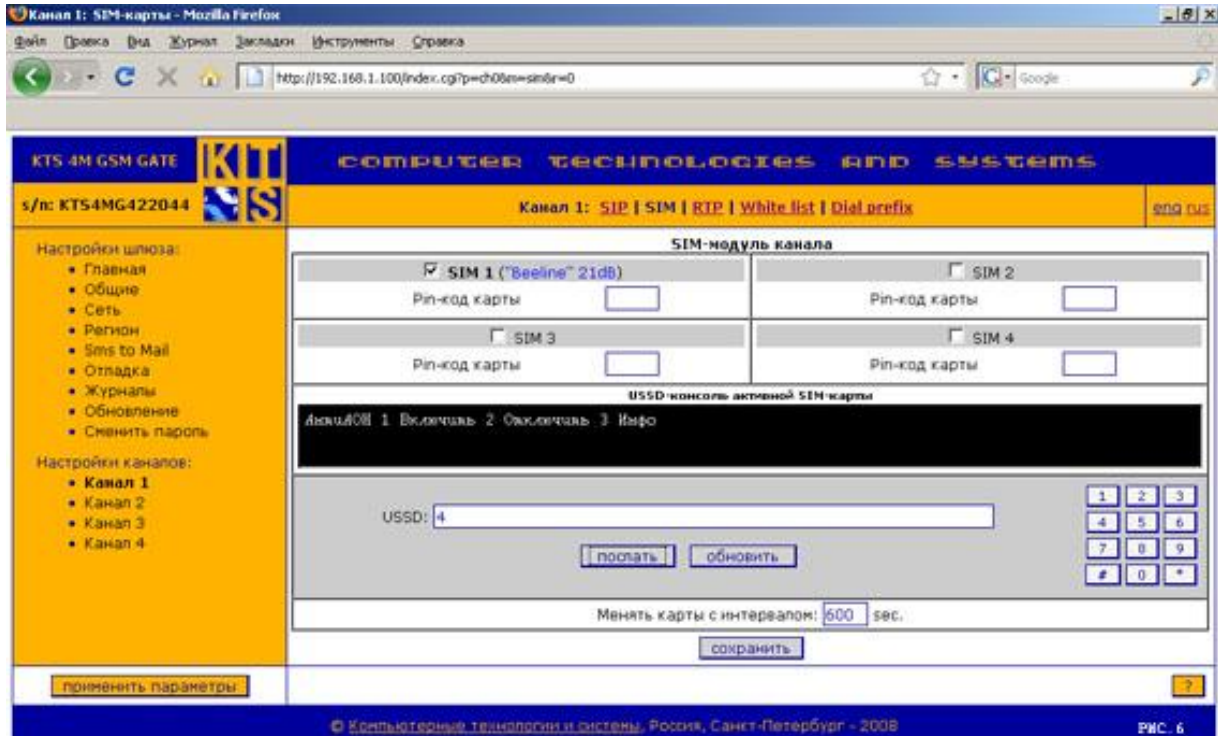 Канал 1: SIM-карты - Mozilla Firefox
Файл Правка Вид Журнал Закладки Инструменты Справка
http://192.168.1.100/index.cgi?p=ch0&m=sim&r=0
Google
KTS 4M GSM GATE
KTS
COMPUTER TECHNOLOGIES AND SYSTEMS
s/n: KTS4MG422044
Канал 1: SIP | SIM | RTP | White list | Dial prefix
eng rus
Настройки шлюза:
Главная
Общие
Сеть
Регион
Sms to Mail
Отладка
Журналы
Обновление
Сменить пароль
Настройки каналов:
Канал 1
Канал 2
Канал 3
Канал 4
SIM-модуль канала
SIM 1 ("Beeline" 21dB)
SIM 2
Pin-код карты
Pin-код карты
SIM 3
SIM 4
Pin-код карты
Pin-код карты
USSD-консоль активной SIM-карты
АнтиАОН 1 Включить 2 Отключить 3 Инфо
USSD: 4
послать обновить
1 2 3
4 5 6
7 8 9
# 0 *
Менять карты с интервалом: 600 sec.
сохранить
применить параметры
?
© Компьютерные технологии и системы, Россия, Санкт-Петербург - 2008
РИС. 6